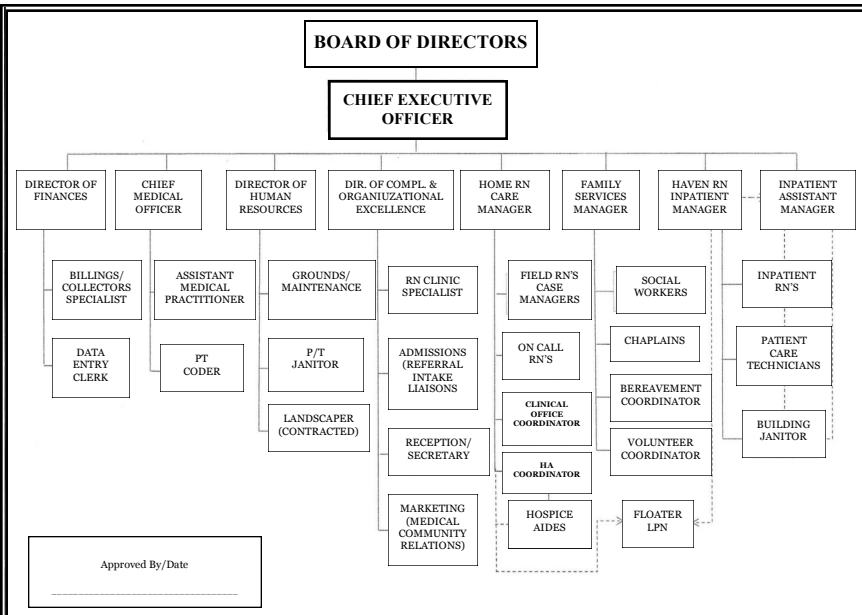 BOARD OF DIRECTORS
CHIEF EXECUTIVE
OFFICER
DIRECTOR OF
FINANCES
CHIEF
MEDICAL
OFFICER
DIRECTOR OF
HUMAN
RESOURCES
DIR. OF COMPL. &
ORGANIUZATIONAL
EXCELLENCE
HOME RN
CARE
MANAGER
FAMILY
SERVICES
MANAGER
HAVEN RN
INPATIENT
MANAGER
INPATIENT
ASSISTANT
MANAGER
BILLINGS/
COLLECTORS
SPECIALIST
DATA
ENTRY
CLERK
ASSISTANT
MEDICAL
PRACTITIONER
PT
CODER
GROUNDS/
MAINTENANCE
P/T
JANITOR
LANDSCAPER
(CONTRACTED)
RN CLINIC
SPECIALIST
ADMISSIONS
(REFERRAL
INTAKE
LIAISONS
RECEPTION/
SECRETARY
MARKETING
(MEDICAL
COMMUNITY
RELATIONS)
FIELD RN'S
CASE
MANAGERS
ON CALL
RN'S
CLINICAL
OFFICE
COORDINATOR
HA
COORDINATOR
HOSPICE
AIDES
SOCIAL
WORKERS
CHAPLAINS
BEREAVEMENT
COORDINATOR
VOLUNTEER
COORDINATOR
FLOATER
LPN
INPATIENT
RN'S
PATIENT
CARE
TECHNICIANS
BUILDING
JANITOR
Approved By/Date